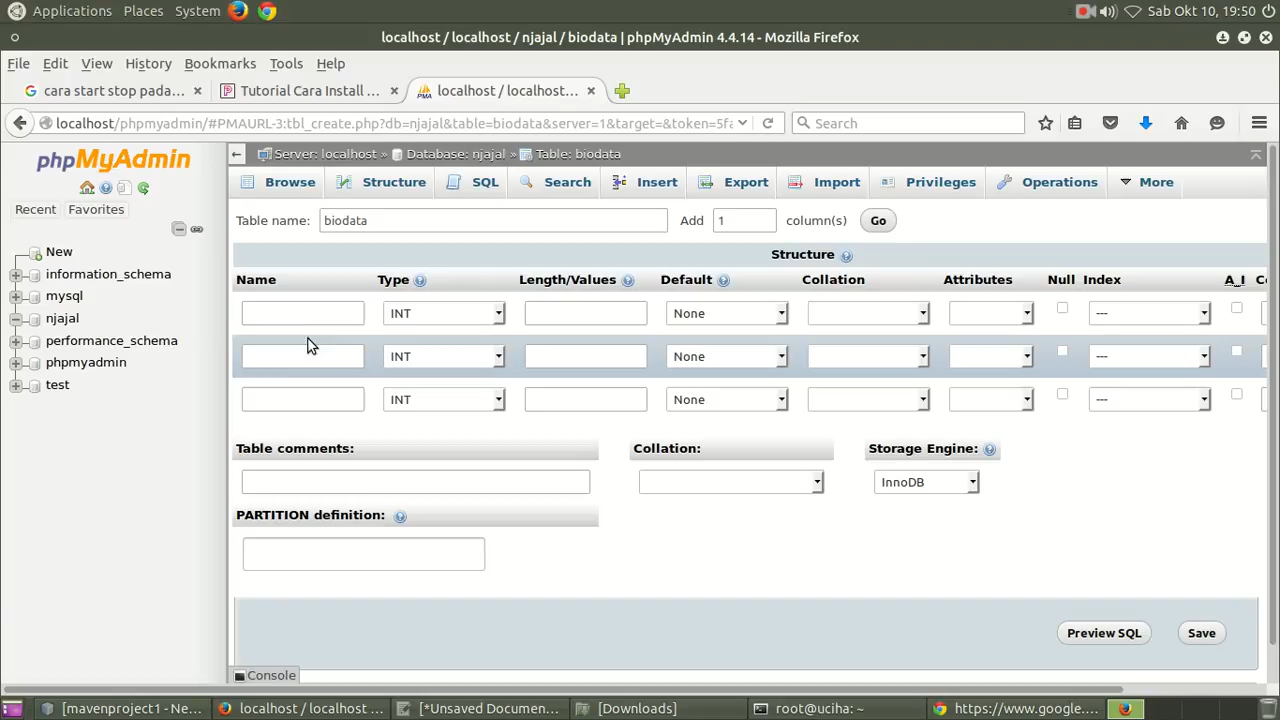 Applications Places System Sab Okt 10, 19:50
localhost / localhost / njajal / biodata | phpMyAdmin 4.4.14 - Mozilla Firefox
File Edit View History Bookmarks Tools Help
cara start stop pada... Tutorial Cara Install ... localhost / localhost...
localhost/phpmyadmin/#PMAURL-3:tbl_create.php?db=njajal&table=biodata&server=1&target=&token=5fa Search
phpMyAdmin
Recent Favorites
New
information_schema
mysql
njajal
performance_schema
phpmyadmin
test
Server: localhost » Database: njajal » Table: biodata
Browse Structure SQL Search Insert Export Import Privileges Operations More
Table name: biodata Add 1 column(s) Go
Structure
Name Type Length/Values Default Collation Attributes Null Index A_I Co
INT None ---
INT None ---
INT None ---
Table comments: Collation: Storage Engine:
InnoDB
PARTITION definition:
Preview SQL Save
Console
[mavenproject1 - Ne... localhost / localhost ... [*Unsaved Documen... [Downloads] root@uciha: ~ https://www.google....